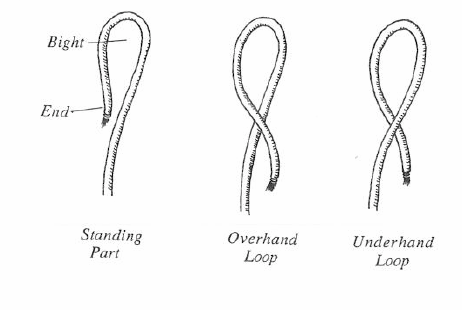 Bight
End
Standing
Part
Overhand
Loop
Underhand
Loop